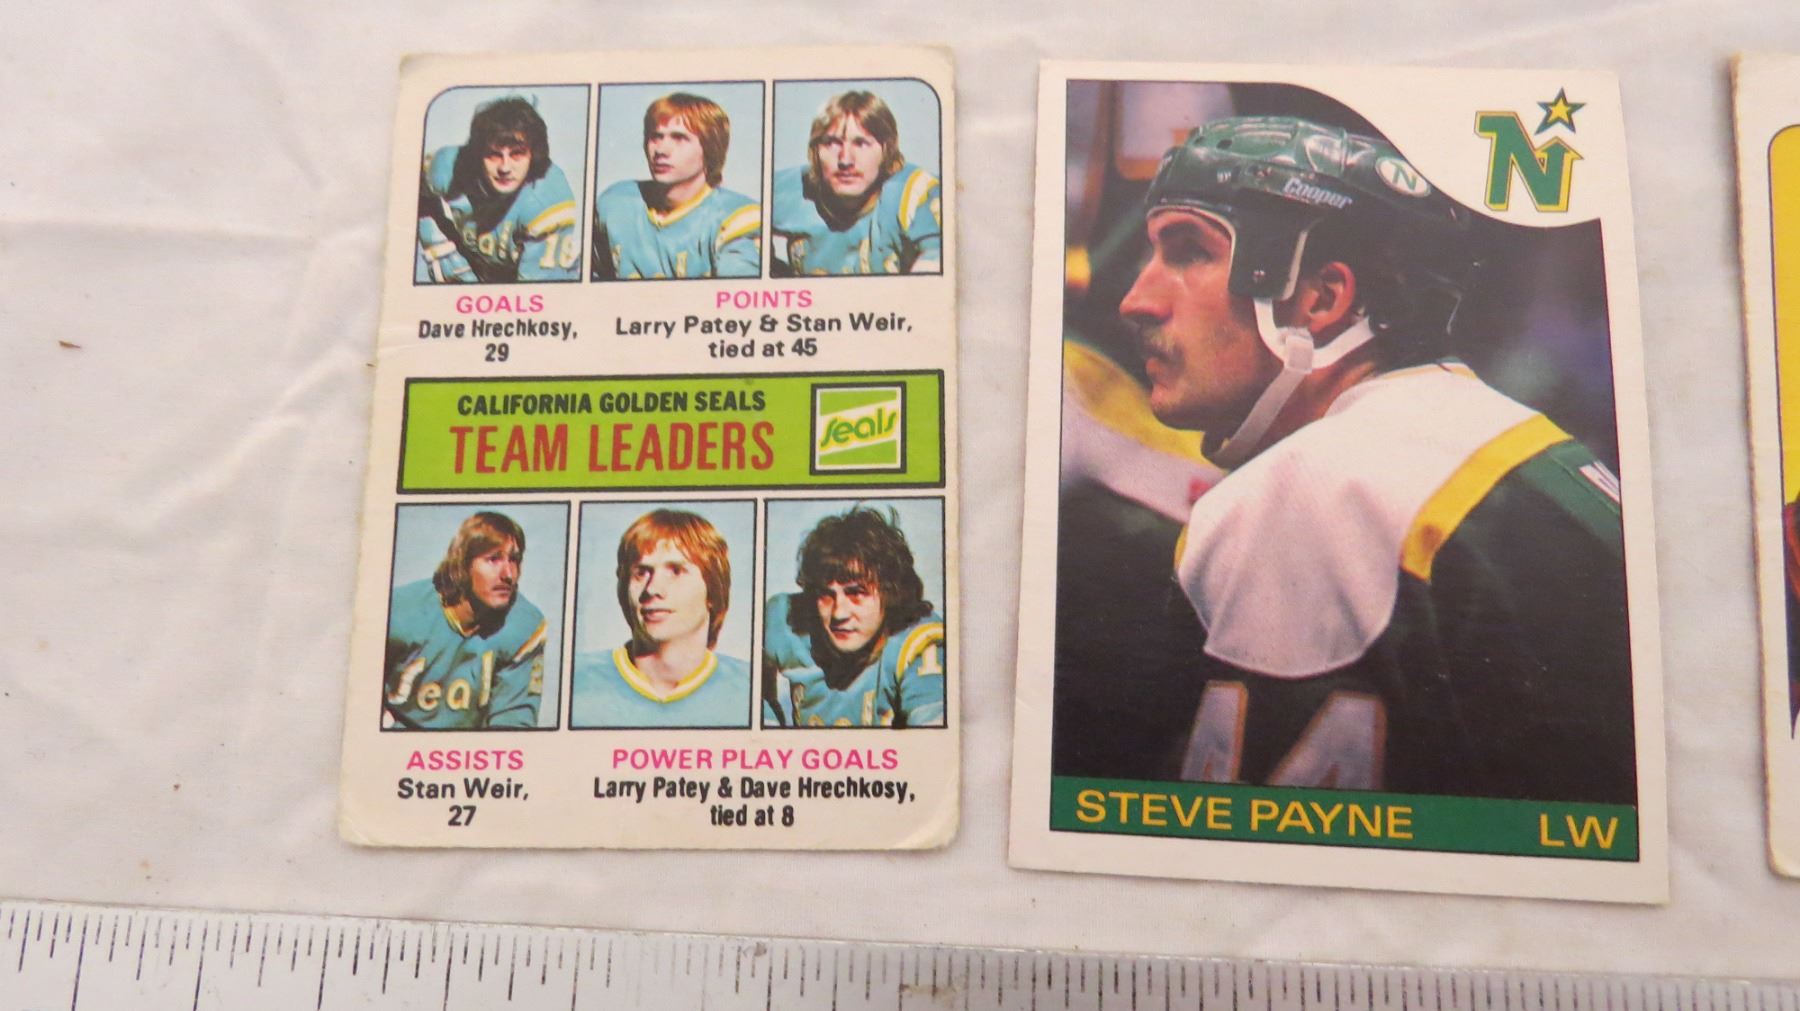 GOALS
Dave Hrechkosy,
29
POINTS
Larry Patey & Stan Weir,
tied at 45
CALIFORNIA GOLDEN SEALS
TEAM LEADERS
Seals
ASSISTS
Stan Weir,
27
POWER PLAY GOALS
Larry Patey & Dave Hrechkosy,
tied at 8
N
Cooper
N
44
STEVE PAYNE LW